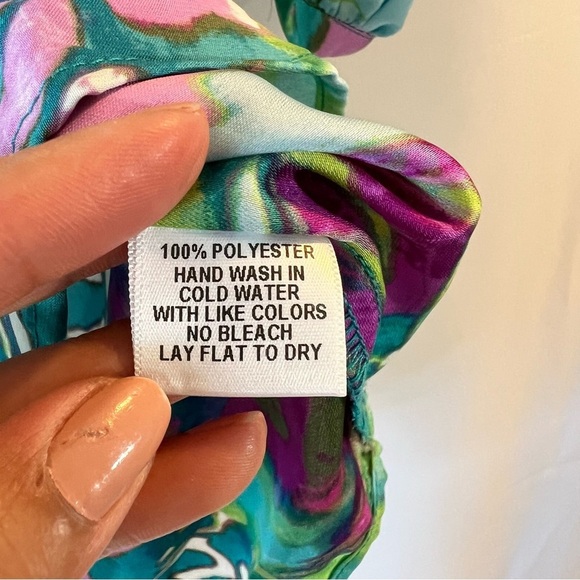 100% POLYESTER
HAND WASH IN
COLD WATER
WITH LIKE COLORS
NO BLEACH
LAY FLAT TO DRY